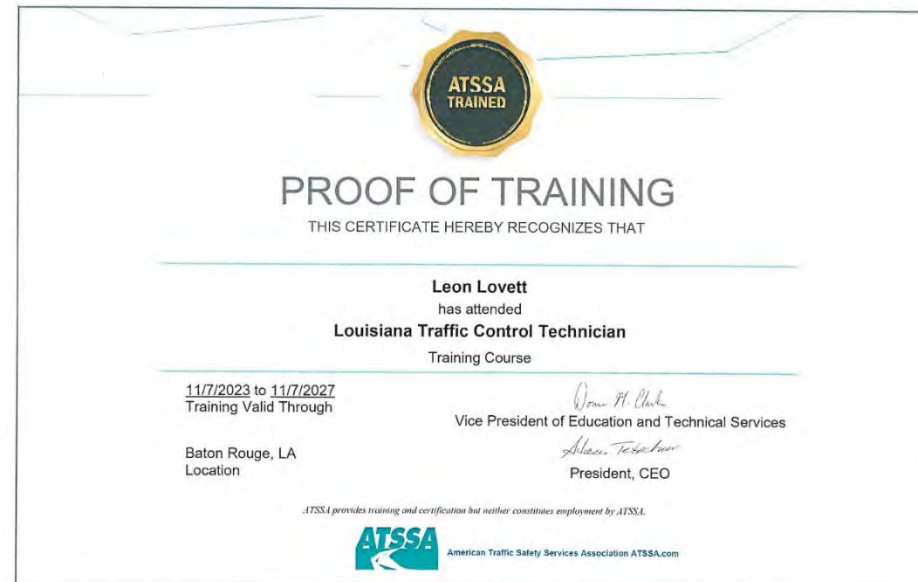 ATSSA
TRAINED
PROOF OF TRAINING
THIS CERTIFICATE HEREBY RECOGNIZES THAT
Leon Lovett
has attended
Louisiana Traffic Control Technician
Training Course
11/7/2023 to 11/7/2027
Training Valid Through
Vice President of Education and Technical Services
Baton Rouge, LA
Location
President, CEO
ATSSA provides training and certification but neither constitutes employment by ATSSA.
ATSSA
American Traffic Safety Services Association ATSSA.com